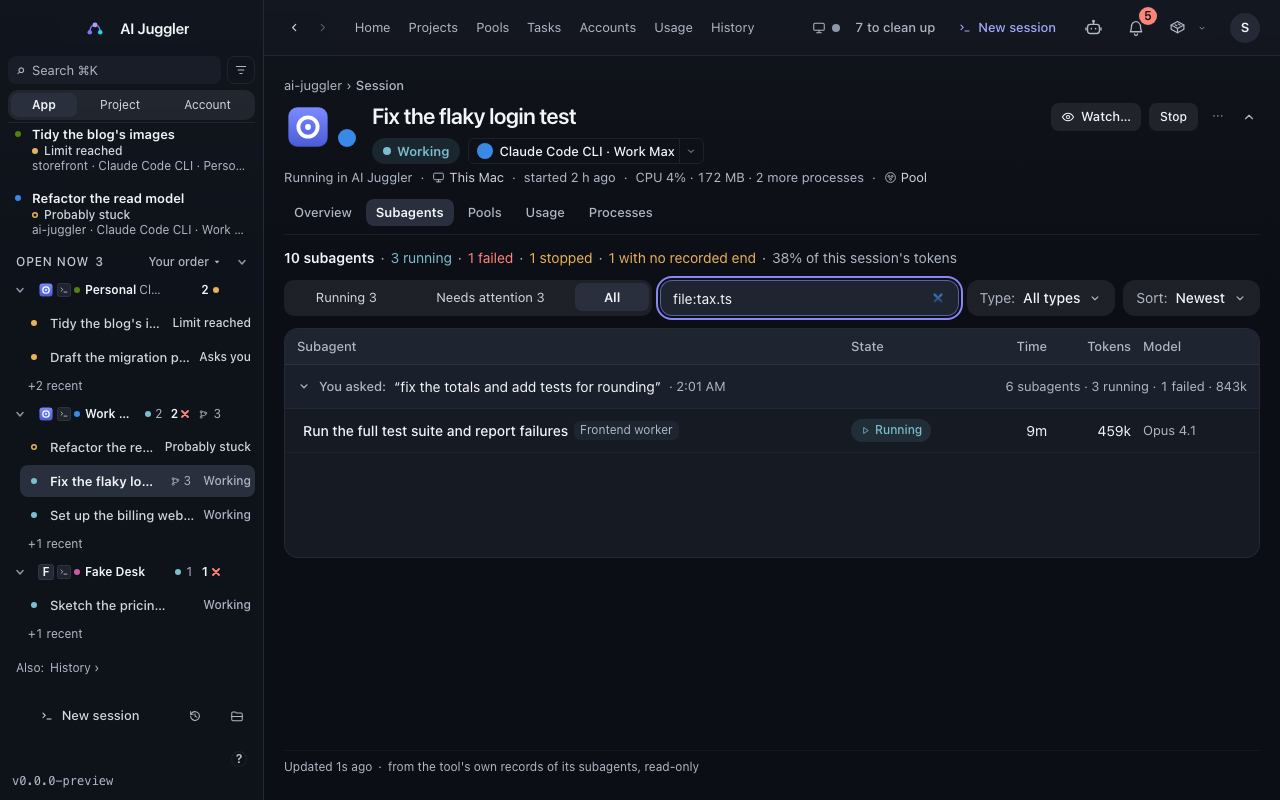 AI Juggler
Search ⌘K
App Project Account
Tidy the blog's images
Limit reached
storefront · Claude Code CLI · Perso…
Refactor the read model
Probably stuck
ai-juggler · Claude Code CLI · Work …
OPEN NOW 3 Your order
Personal Cl… 2
Tidy the blog's i… Limit reached
Draft the migration p… Asks you
+2 recent
Work … 2 2 3
Refactor the re… Probably stuck
Fix the flaky lo… 3 Working
Set up the billing web… Working
+1 recent
F Fake Desk 1 1
Sketch the pricin… Working
+1 recent
Also: History ›
New session
?
v0.0.0-preview
Home Projects Pools Tasks Accounts Usage History 7 to clean up New session 5 S
ai-juggler › Session
Fix the flaky login test Watch… Stop ···
Working Claude Code CLI · Work Max
Running in AI Juggler · This Mac · started 2 h ago · CPU 4% · 172 MB · 2 more processes · Pool
Overview Subagents Pools Usage Processes
10 subagents · 3 running · 1 failed · 1 stopped · 1 with no recorded end · 38% of this session's tokens
Running 3 Needs attention 3 All file:tax.ts Type: All types Sort: Newest
Subagent State Time Tokens Model
You asked: “fix the totals and add tests for rounding” · 2:01 AM 6 subagents · 3 running · 1 failed · 843k
Run the full test suite and report failures Frontend worker Running 9m 459k Opus 4.1
Updated 1s ago · from the tool's own records of its subagents, read-only